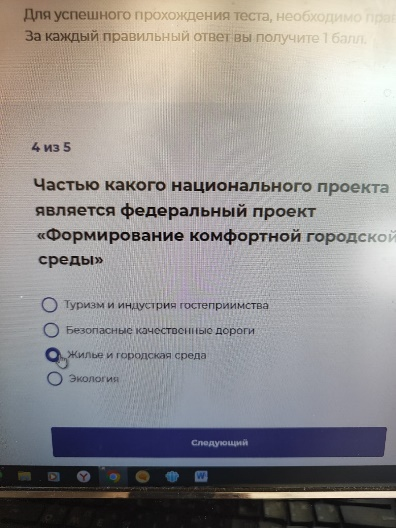 Для успешного прохождения теста, необходимо
За каждый правильный ответ вы получите 1 балл.
4 из 5
Частью какого национального проекта
является федеральный проект
«Формирование комфортной городской
среды»
Туризм и индустрия гостеприимства
Безопасные качественные дороги
Жилье и городская среда
Экология
Следующий